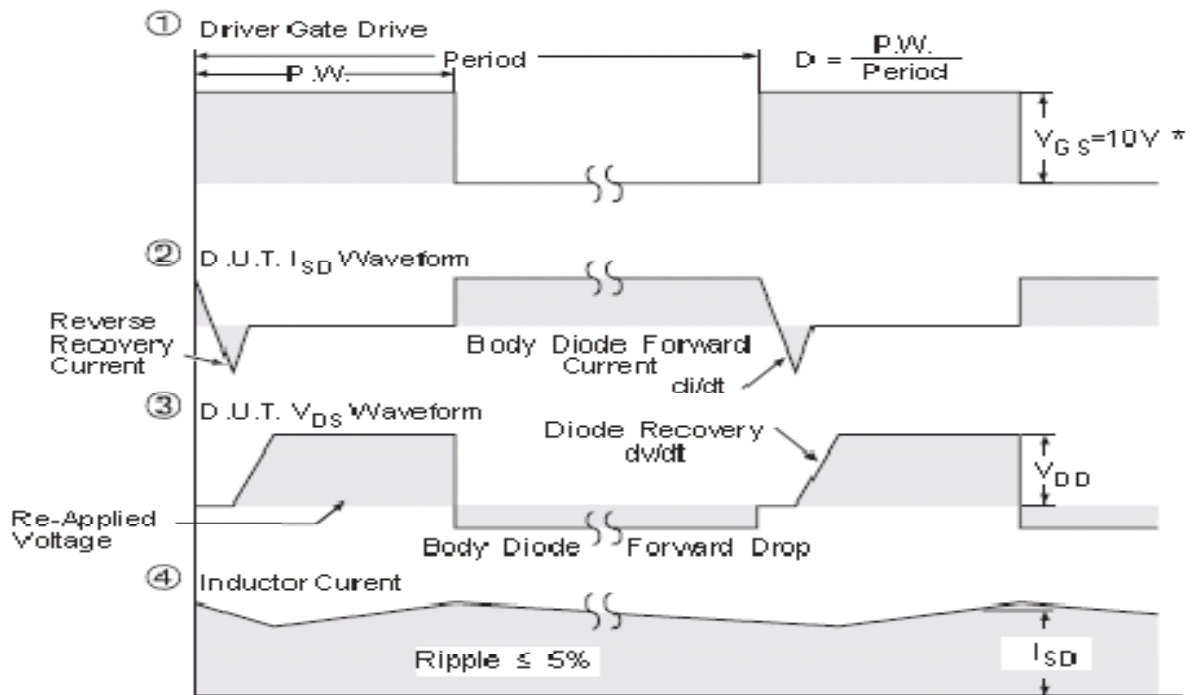 ① Driver Gate Drive
Period
P.W.
D = P.W.
Period
V_GS=10V *
② D.U.T. I_SD Waveform
Reverse
Recovery
Current
Body Diode Forward
Current
di/dt
③ D.U.T. V_DS Waveform
Diode Recovery
dv/dt
V_DD
Re-Applied
Voltage
Body Diode
Forward Drop
④ Inductor Curent
Ripple ≤ 5%
I_SD